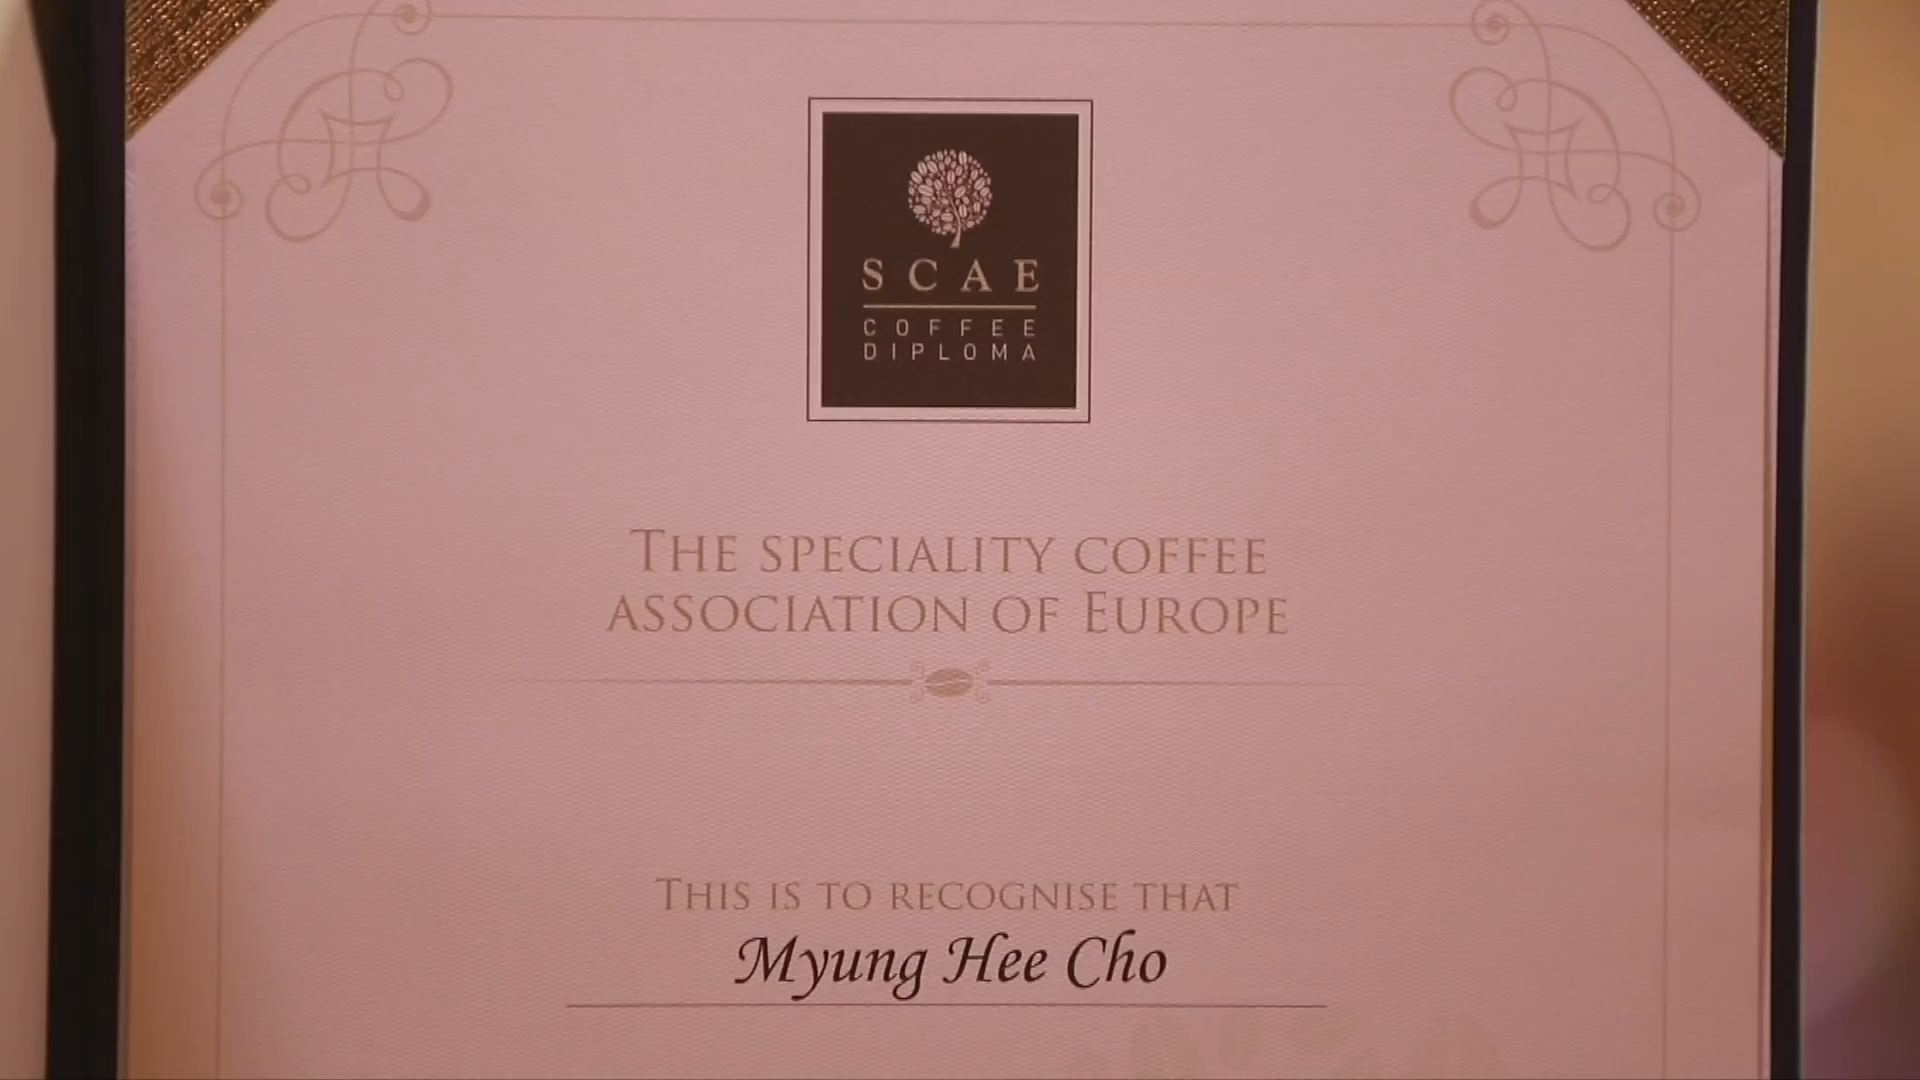 SCAE
COFFEE
DIPLOMA
THE SPECIALITY COFFEE
ASSOCIATION OF EUROPE
THIS IS TO RECOGNISE THAT
Myung Hee Cho